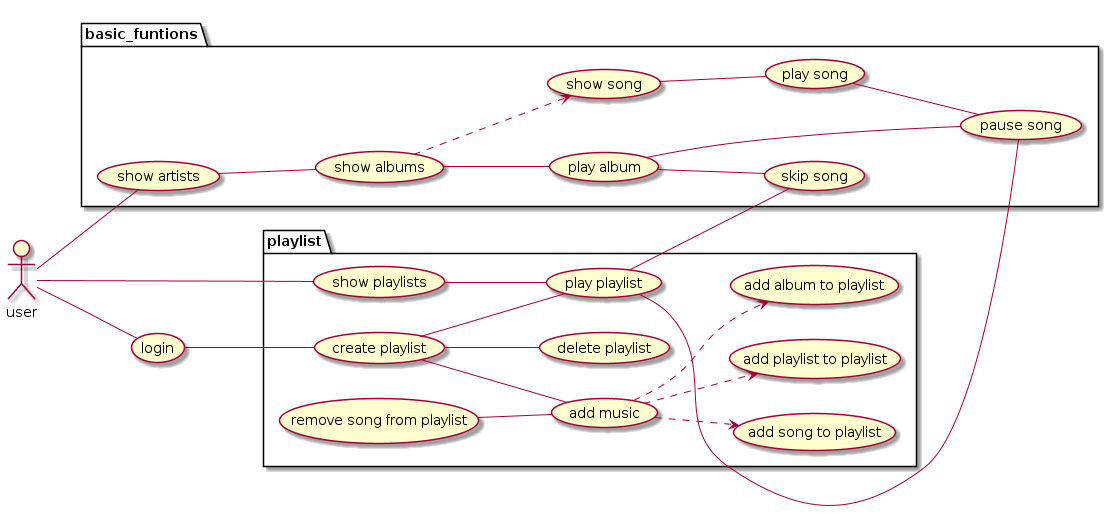 basic_funtions
show song
play song
pause song
show artists
show albums
play album
skip song
user
playlist
show playlists
play playlist
add album to playlist
login
create playlist
delete playlist
add playlist to playlist
remove song from playlist
add music
add song to playlist